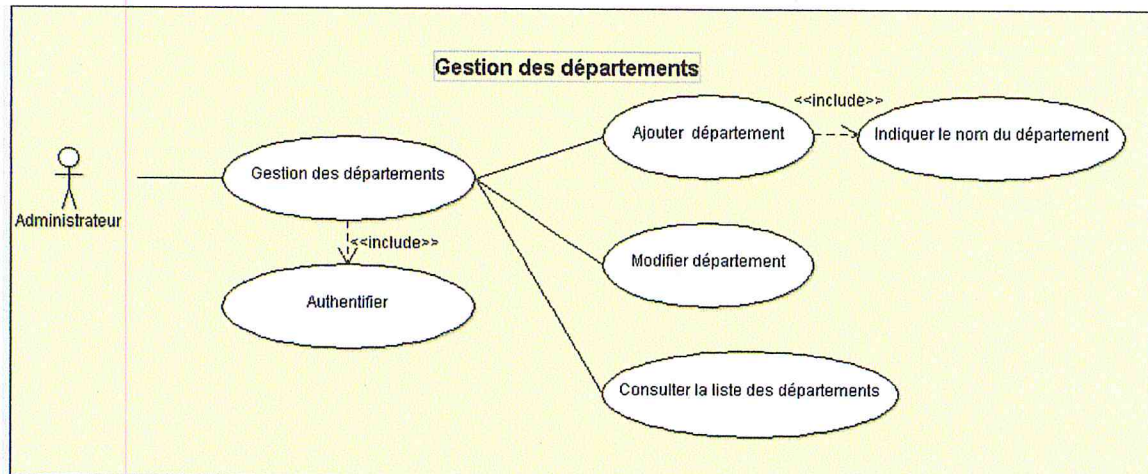 Gestion des départements
<<include>>
Ajouter département
Indiquer le nom du département
Gestion des départements
Administrateur
<<include>>
Modifier département
Authentifier
Consulter la liste des départements